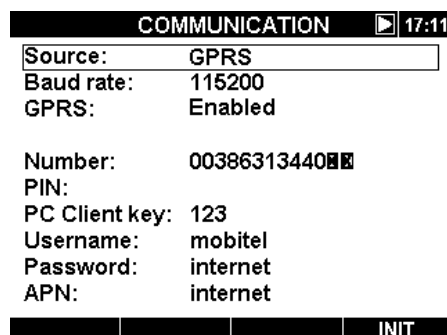 COMMUNICATION 17:11
Source: GPRS
Baud rate: 115200
GPRS: Enabled
Number: 00386313440
PIN:
PC Client key: 123
Username: mobitel
Password: internet
APN: internet
INIT